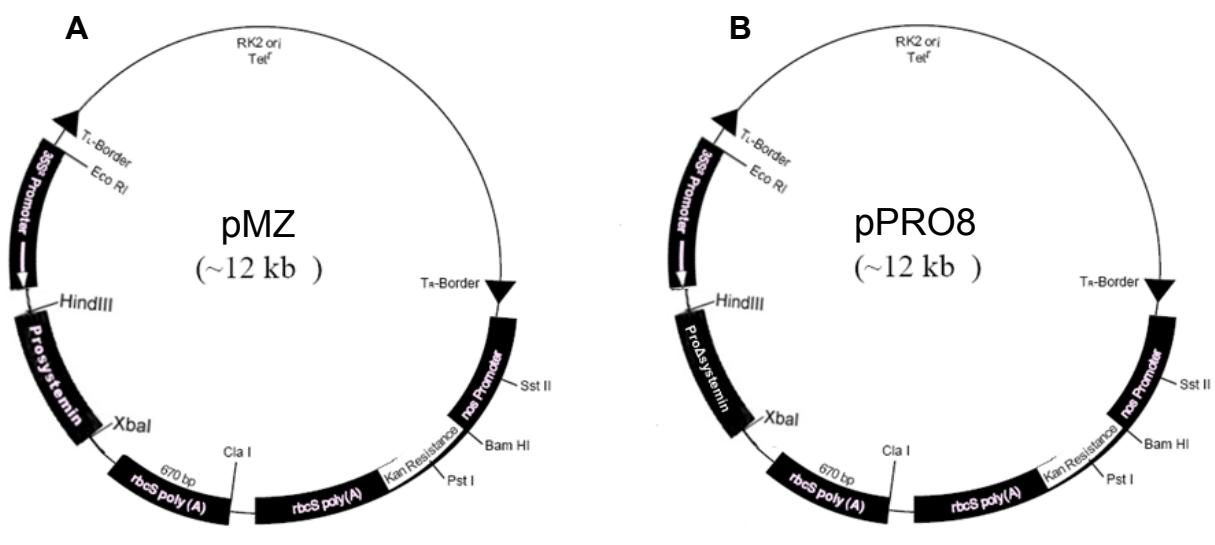 A
RK2 ori
Tetr
TL-Border
Eco RI
35S² Promoter
pMZ
(~12 kb )
HindIII
Prosystemin
XbaI
670 bp
rbcS poly (A)
Cla I
rbcS poly(A)
Kan Resistance
Pst I
Bam HI
nos Promoter
Sst II
TR-Border
B
RK2 ori
Tetr
TL-Border
Eco RI
35S² Promoter
pPRO8
(~12 kb )
HindIII
ProΔsystemin
XbaI
670 bp
rbcS poly (A)
Cla I
rbcS poly(A)
Kan Resistance
Pst I
Bam HI
nos Promoter
Sst II
TR-Border